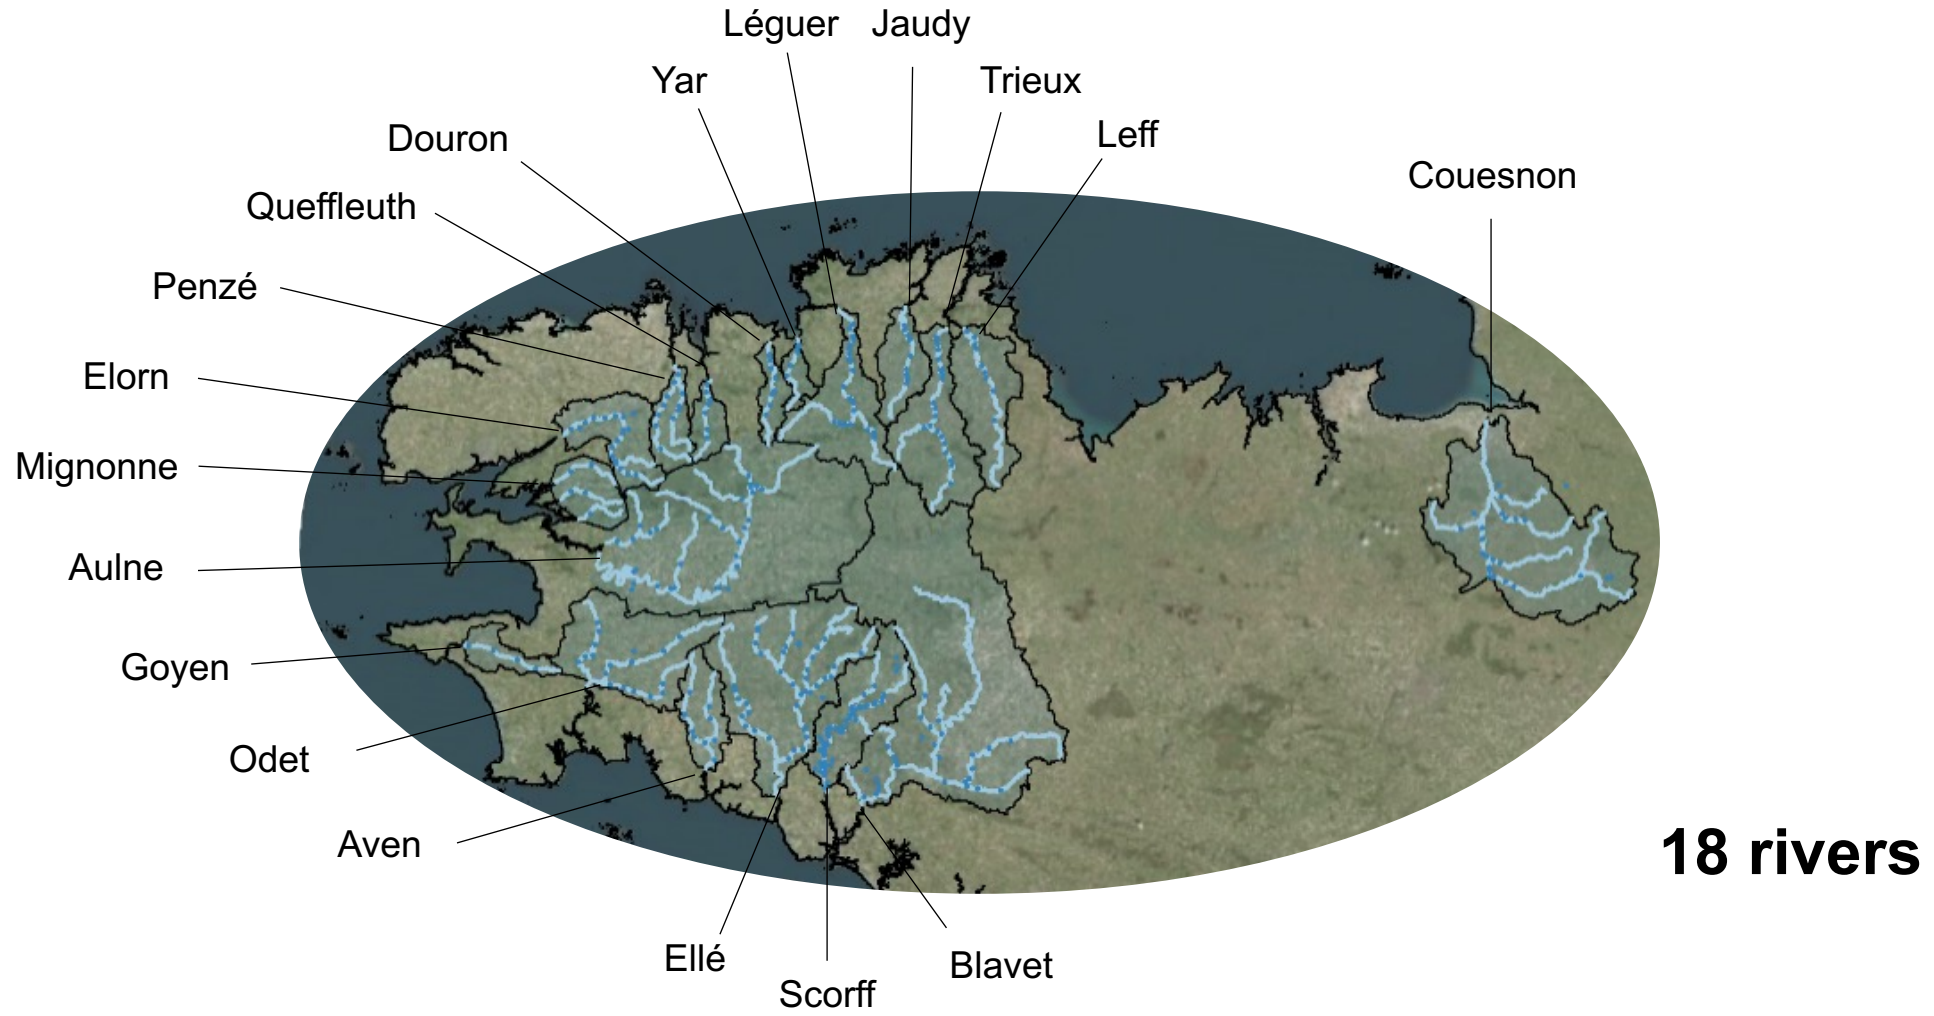 Léguer Jaudy
Yar
Trieux
Douron
Leff
Couesnon
Queffleuth
Penzé
Elorn
Mignonne
Aulne
Goyen
Odet
Aven
18 rivers
Ellé
Blavet
Scorff